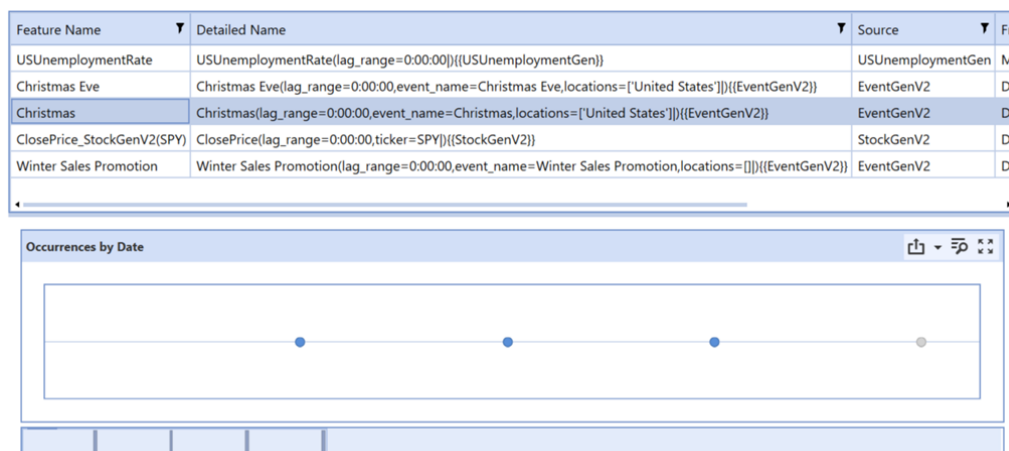 Feature Name Detailed Name Source F
USUnemploymentRate USUnemploymentRate(lag_range=0:00:00|){{USUnemploymentGen}} USUnemploymentGen M
Christmas Eve Christmas Eve(lag_range=0:00:00,event_name=Christmas Eve,locations=['United States']|){{EventGenV2}} EventGenV2 D
Christmas Christmas(lag_range=0:00:00,event_name=Christmas,locations=['United States']|){{EventGenV2}} EventGenV2 D
ClosePrice_StockGenV2(SPY) ClosePrice(lag_range=0:00:00,ticker=SPY|){{StockGenV2}} StockGenV2 D
Winter Sales Promotion Winter Sales Promotion(lag_range=0:00:00,event_name=Winter Sales Promotion,locations=[]|){{EventGenV2}} EventGenV2 D
Occurrences by Date